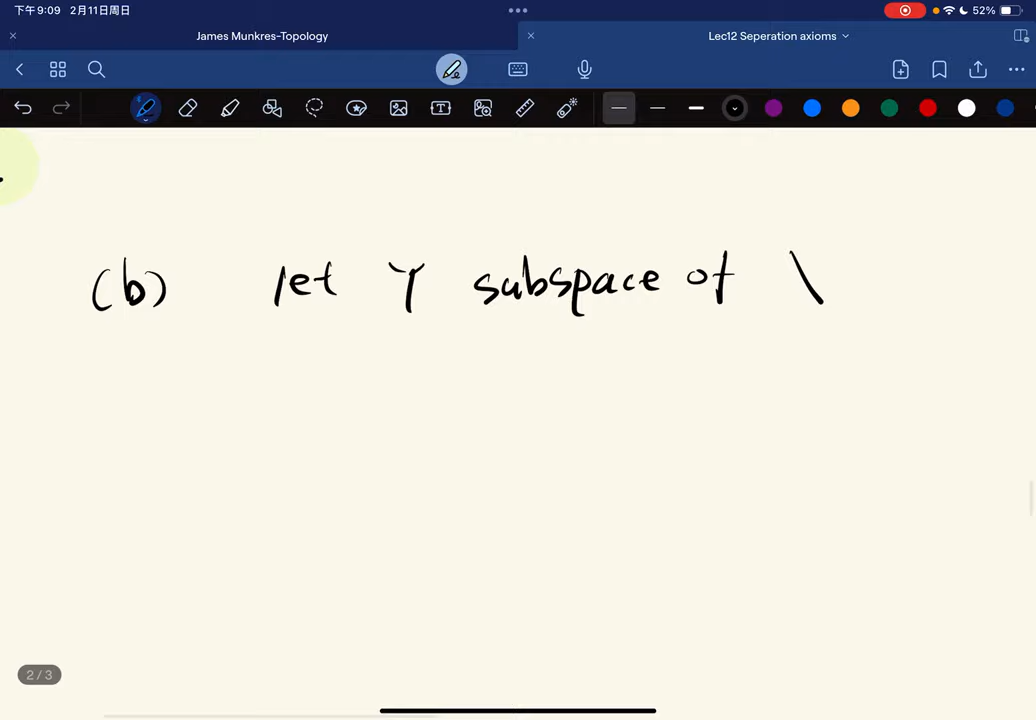 下午9:09 2月11日周日
52%
James Munkres-Topology
Lec12 Seperation axioms
T
(b) let Y subspace of \
2 / 3